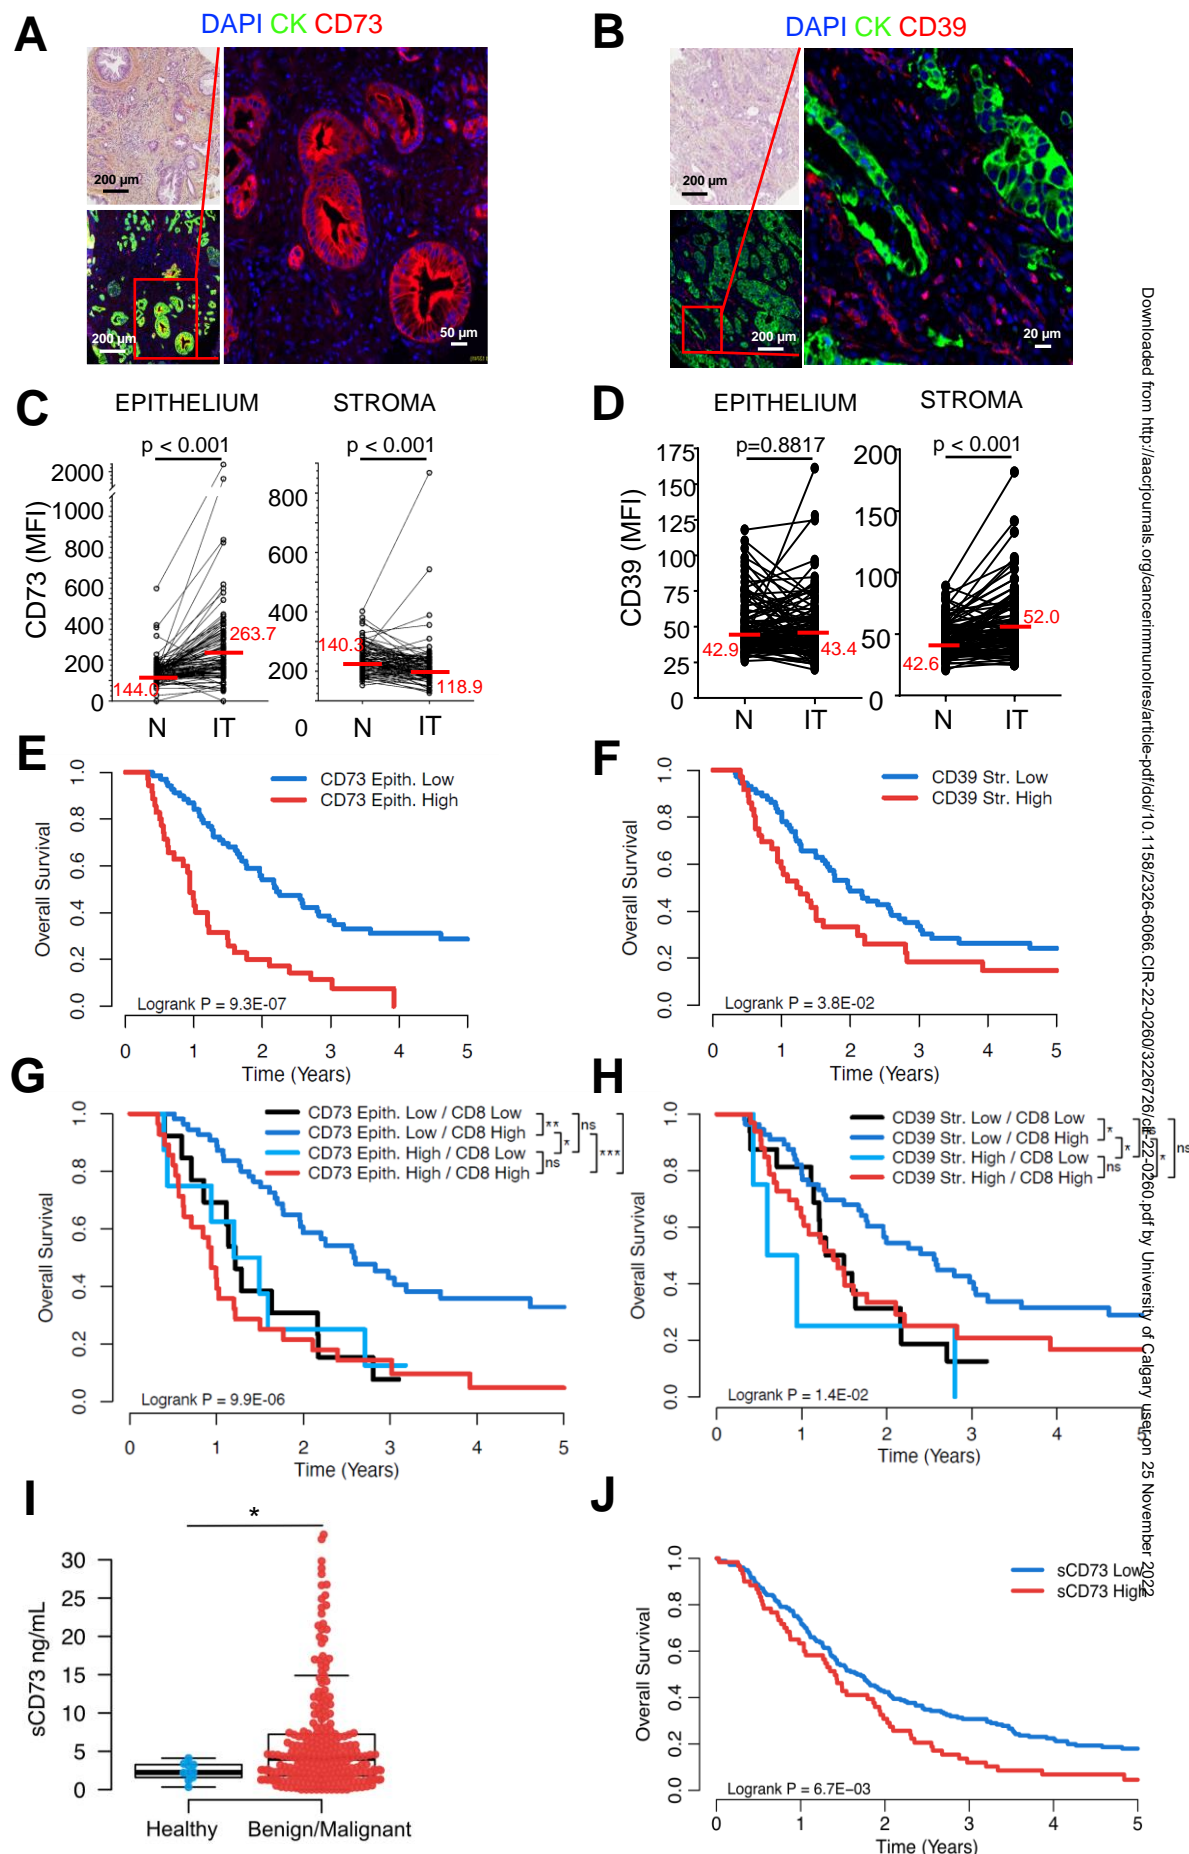 A
DAPI CK CD73
200 µm
200 µm
50 µm
B
DAPI CK CD39
200 µm
200 µm
20 µm
C
EPITHELIUM
STROMA
p < 0.001
p < 0.001
CD73 (MFI)
2000
1000
800
600
400
200
0
144.0
263.7
N
IT
800
600
400
200
0
140.3
118.9
N
IT
D
EPITHELIUM
STROMA
p=0.8817
p < 0.001
CD39 (MFI)
175
150
125
100
75
50
25
0
42.9
43.4
N
IT
200
150
100
50
0
42.6
52.0
N
IT
E
CD73 Epith. Low
CD73 Epith. High
Overall Survival
1.0
0.8
0.6
0.4
0.2
0.0
Logrank P = 9.3E-07
0 1 2 3 4 5
Time (Years)
F
CD39 Str. Low
CD39 Str. High
Overall Survival
1.0
0.8
0.6
0.4
0.2
0.0
Logrank P = 3.8E-02
0 1 2 3 4 5
Time (Years)
G
CD73 Epith. Low / CD8 Low
CD73 Epith. Low / CD8 High
CD73 Epith. High / CD8 Low
CD73 Epith. High / CD8 High
**
*
ns
ns
***
Overall Survival
1.0
0.8
0.6
0.4
0.2
0.0
Logrank P = 9.9E-06
0 1 2 3 4 5
Time (Years)
H
CD39 Str. Low / CD8 Low
CD39 Str. Low / CD8 High
CD39 Str. High / CD8 Low
CD39 Str. High / CD8 High
*
*
ns
*
ns
Overall Survival
1.0
0.8
0.6
0.4
0.2
0.0
Logrank P = 1.4E-02
0 1 2 3 4 5
Time (Years)
I
*
sCD73 ng/mL
30
25
20
15
10
5
0
Healthy
Benign/Malignant
J
sCD73 Low
sCD73 High
Overall Survival
1.0
0.8
0.6
0.4
0.2
0.0
Logrank P = 6.7E-03
0 1 2 3 4 5
Time (Years)
Downloaded from http://aacrjournals.org/cancerimmunolres/article-pdf/doi/10.1158/2326-6066.CIR-22-0260/3226726/cir-22-0260.pdf by University of Calgary user on 25 November 2022